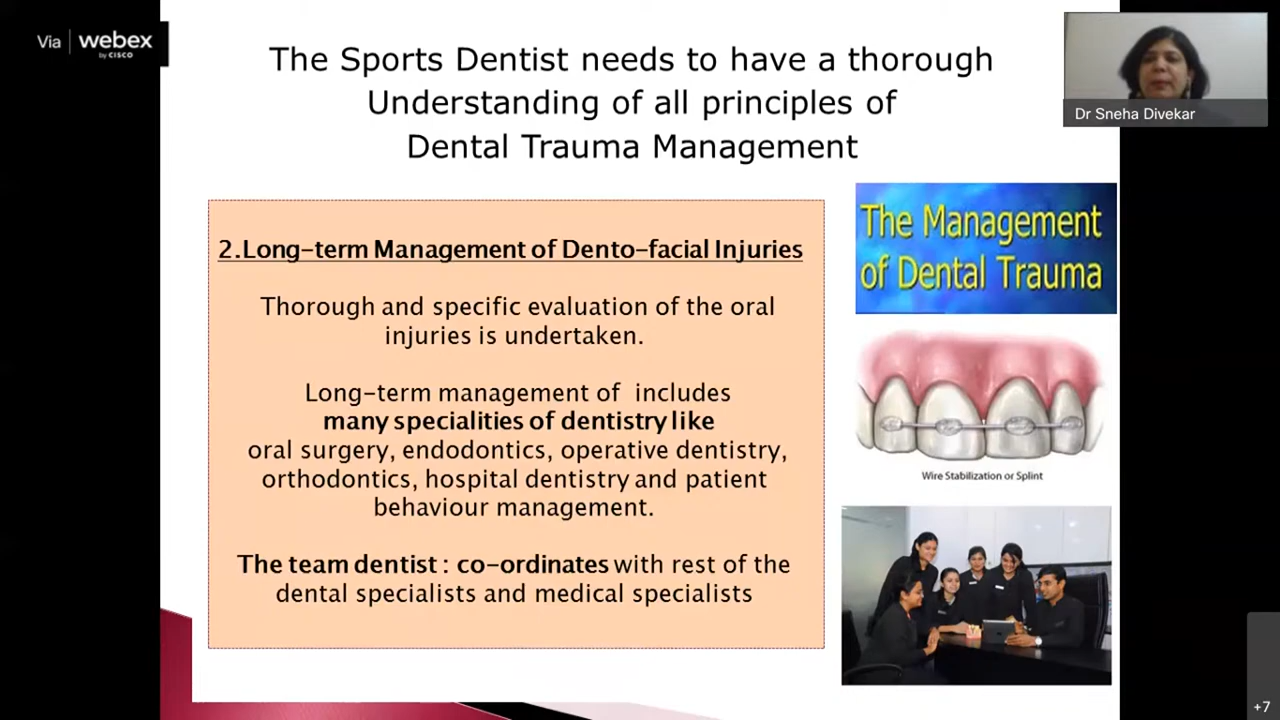 Via webex
by CISCO
The Sports Dentist needs to have a thorough
Understanding of all principles of
Dental Trauma Management
Dr Sneha Divekar
2.Long-term Management of Dento-facial Injuries
Thorough and specific evaluation of the oral
injuries is undertaken.
Long-term management of includes
many specialities of dentistry like
oral surgery, endodontics, operative dentistry,
orthodontics, hospital dentistry and patient
behaviour management.
The team dentist : co-ordinates with rest of the
dental specialists and medical specialists
The Management
of Dental Trauma
Wire Stabilization or Splint
+7